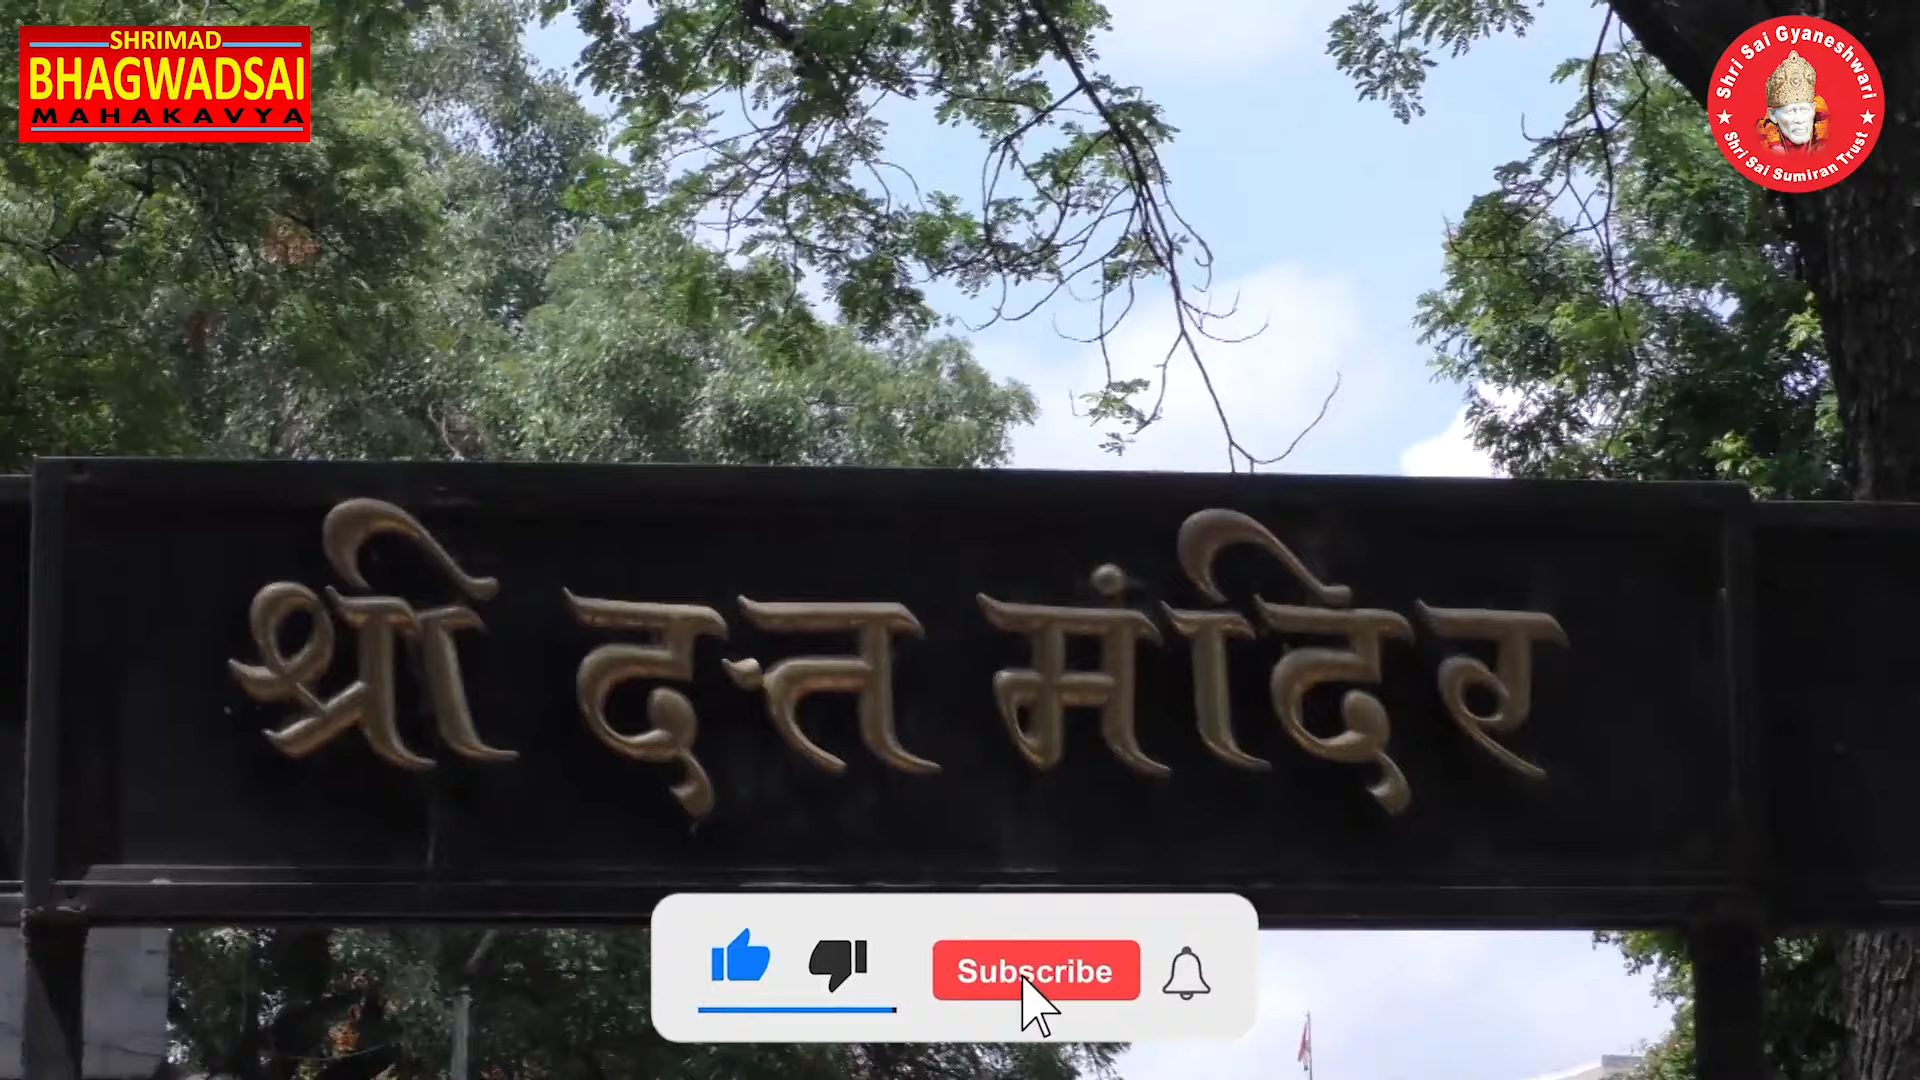 SHRIMAD
BHAGWADSAI
MAHAKAVYA
Shri Sai Gyaneshwari
★ Shri Sai Sumiran Trust ★
श्री दत्त मंदिर
Subscribe